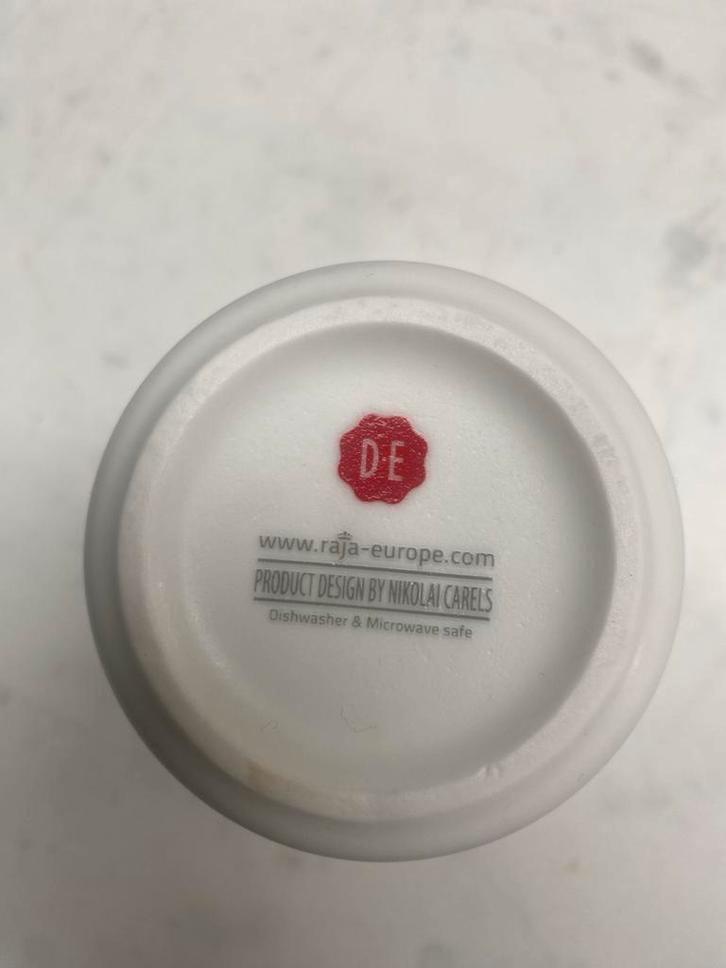 D·E
www.raja-europe.com
PRODUCT DESIGN BY NIKOLAI CARELS
Dishwasher & Microwave safe